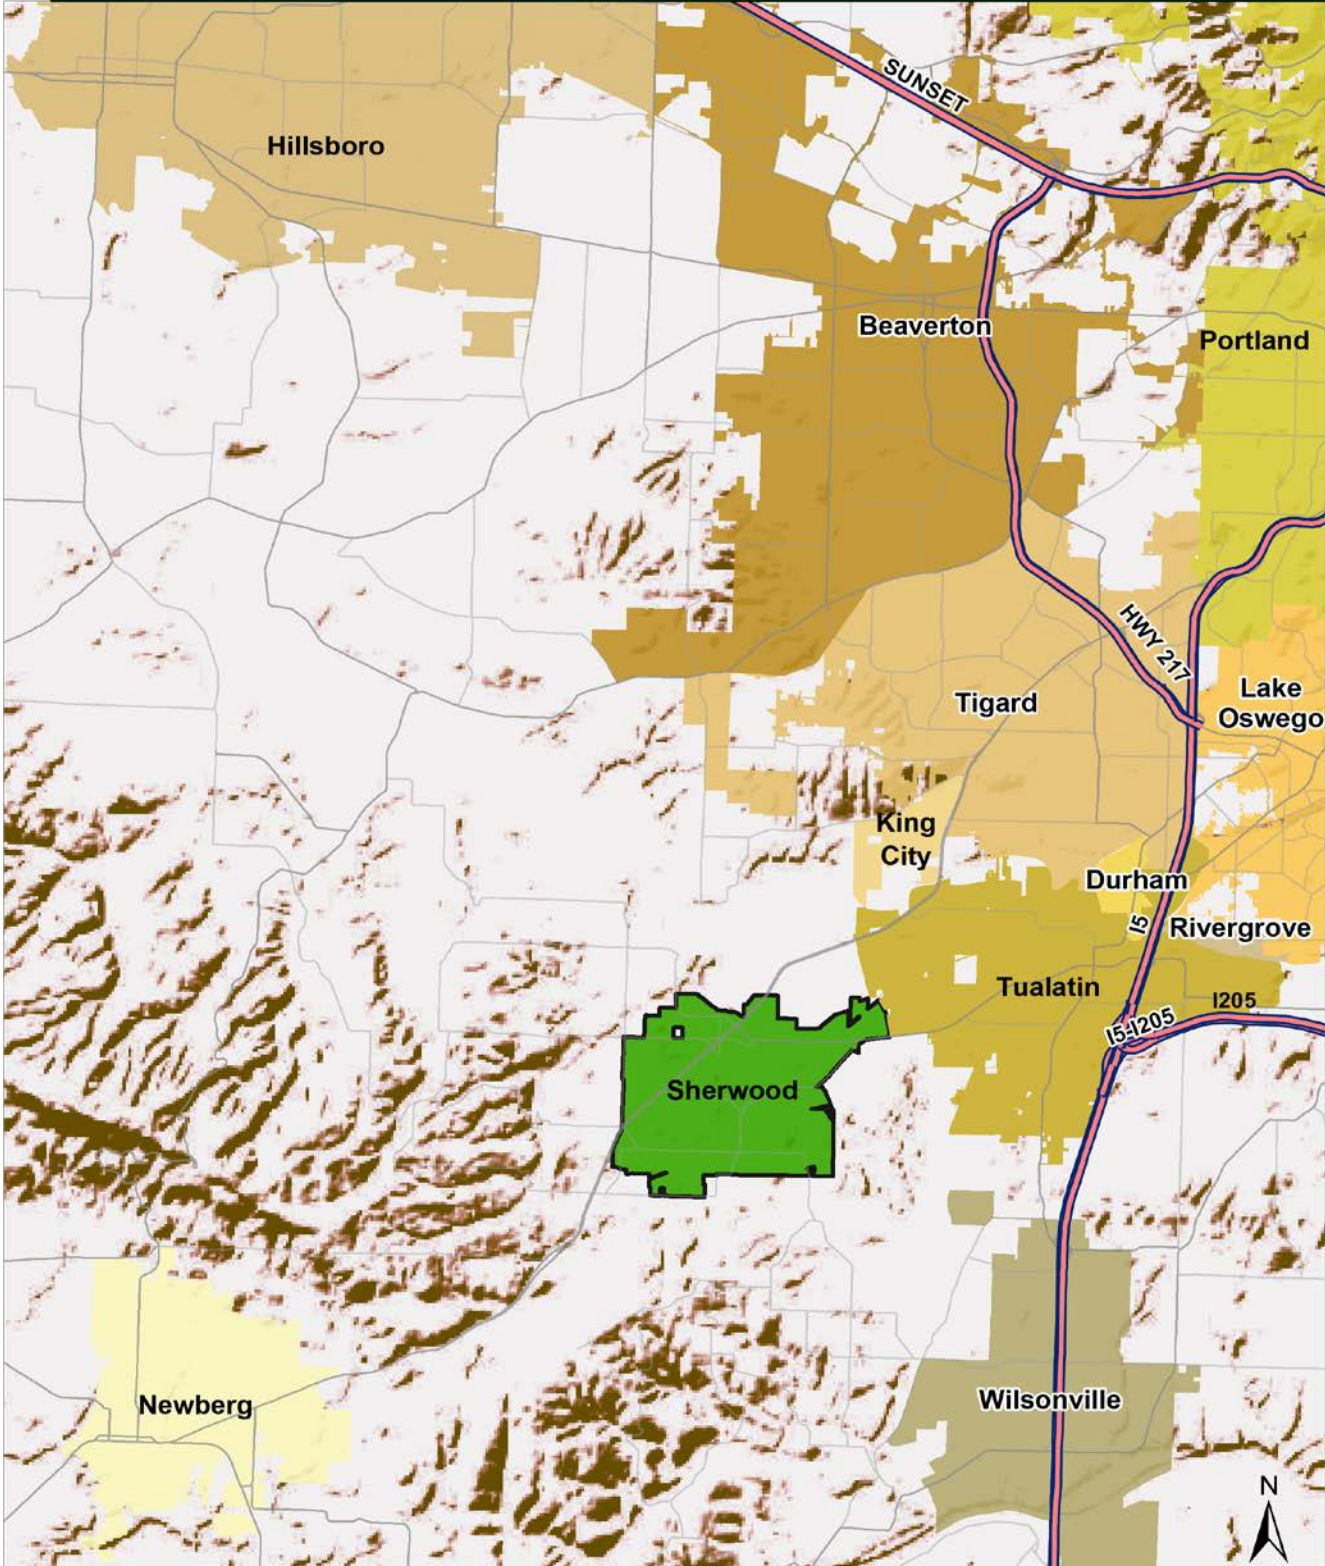 SUNSET
Hillsboro
Beaverton
Portland
HWY 217
Tigard
Lake
Oswego
King
City
Durham
I5
Rivergrove
Tualatin
I205
I5-I205
Sherwood
Newberg
Wilsonville
N